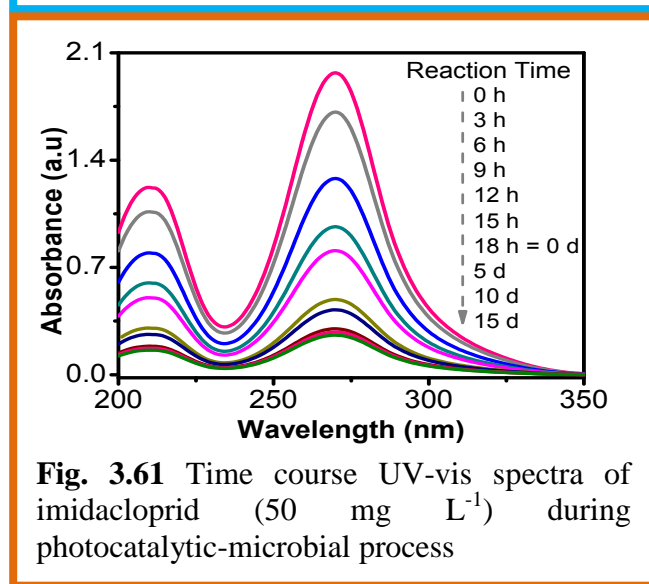 2.1
1.4
0.7
0.0
Absorbance (a.u)
Reaction Time
0 h
3 h
6 h
9 h
12 h
15 h
18 h = 0 d
5 d
10 d
15 d
200 250 300 350
Wavelength (nm)
Fig. 3.61 Time course UV-vis spectra of
imidacloprid (50 mg L⁻¹) during
photocatalytic-microbial process